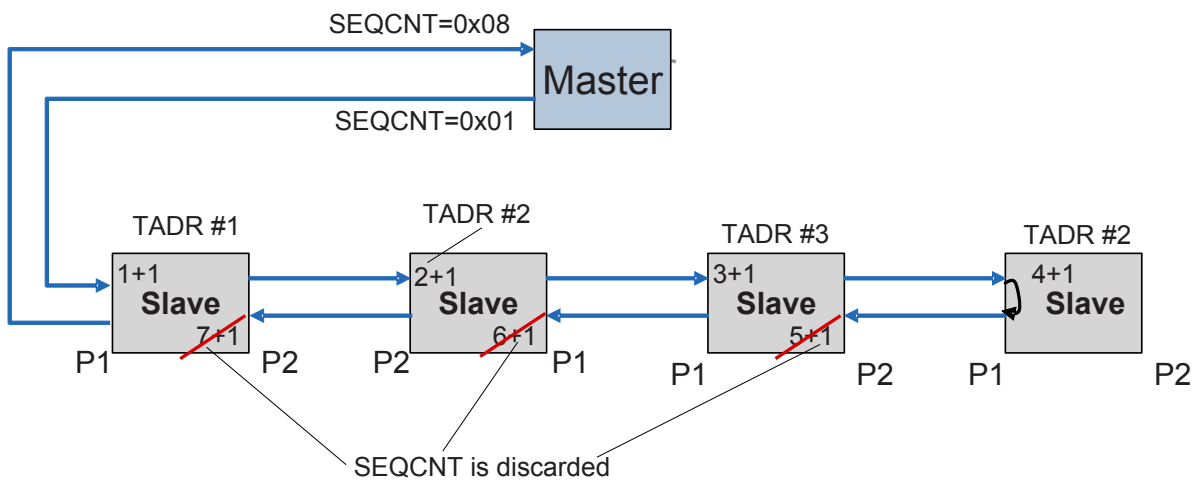 SEQCNT=0x08
Master
SEQCNT=0x01
TADR #1
TADR #2
TADR #3
TADR #2
1+1
Slave
7+1
2+1
Slave
6+1
3+1
Slave
5+1
4+1
Slave
P1
P2
P2
P1
P1
P2
P1
P2
SEQCNT is discarded